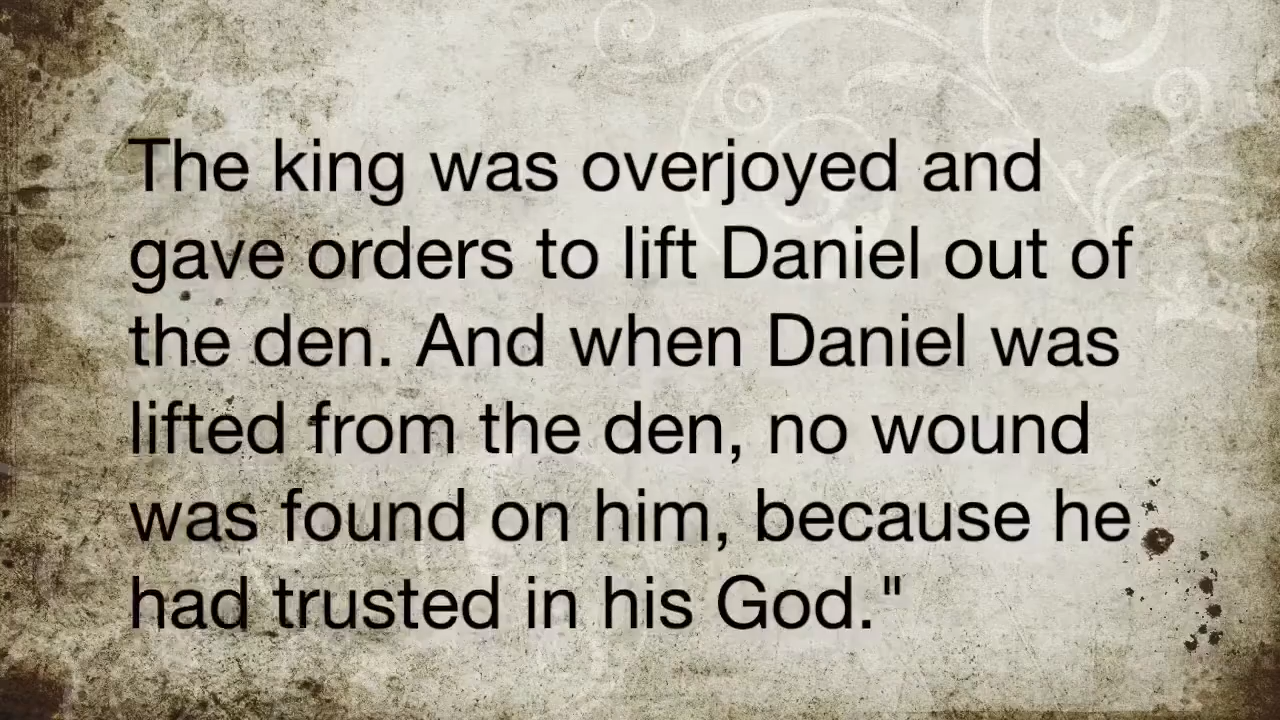 The king was overjoyed and
gave orders to lift Daniel out of
the den. And when Daniel was
lifted from the den, no wound
was found on him, because he
had trusted in his God."